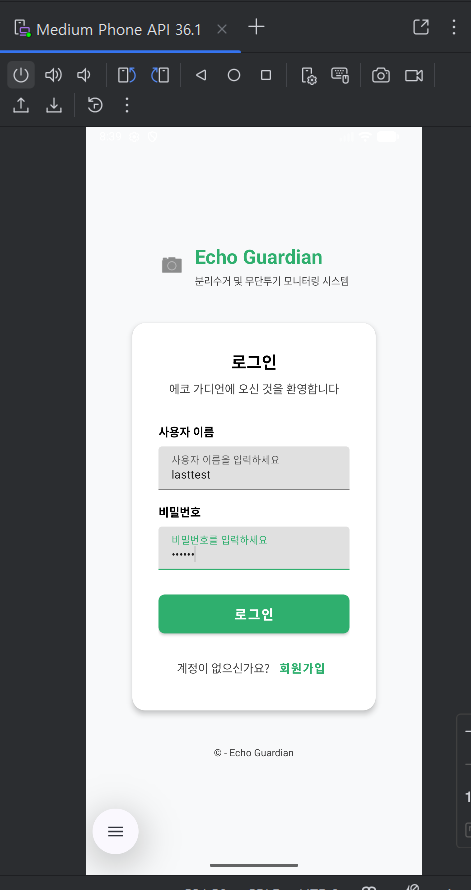 Medium Phone API 36.1
Echo Guardian
분리수거 및 무단투기 모니터링 시스템
로그인
에코 가디언에 오신 것을 환영합니다
사용자 이름
사용자 이름을 입력하세요
lasttest
비밀번호
비밀번호를 입력하세요
••••••
로그인
계정이 없으신가요? 회원가입
© - Echo Guardian